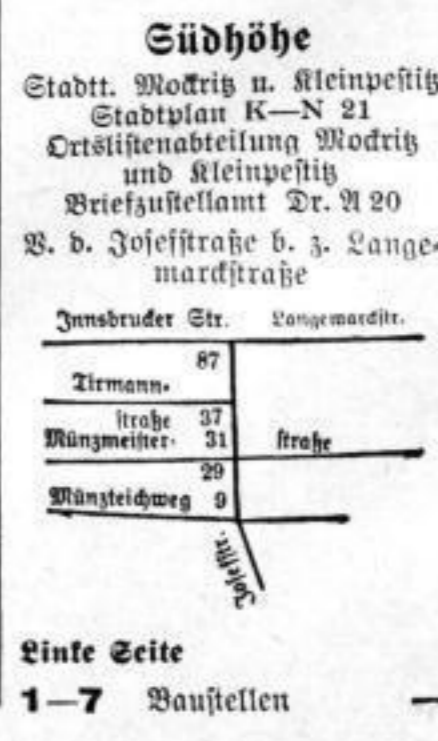 Südhöhe
Stadtt. Mockritz u. Kleinpestitz
Stadtplan K—N 21
Ortslistenabteilung Mockritz
und Kleinpestitz
Briefzustellamt Dr. A 20
V. d. Josefstraße b. z. Lange-
marckstraße
Innsbrucker Str. Langemarckstr.
87
Tirmann-
straße 37
Münzmeister- 31 straße
29
Münzteichweg 9
Josefstr.
Linke Seite
1—7 Baustellen —